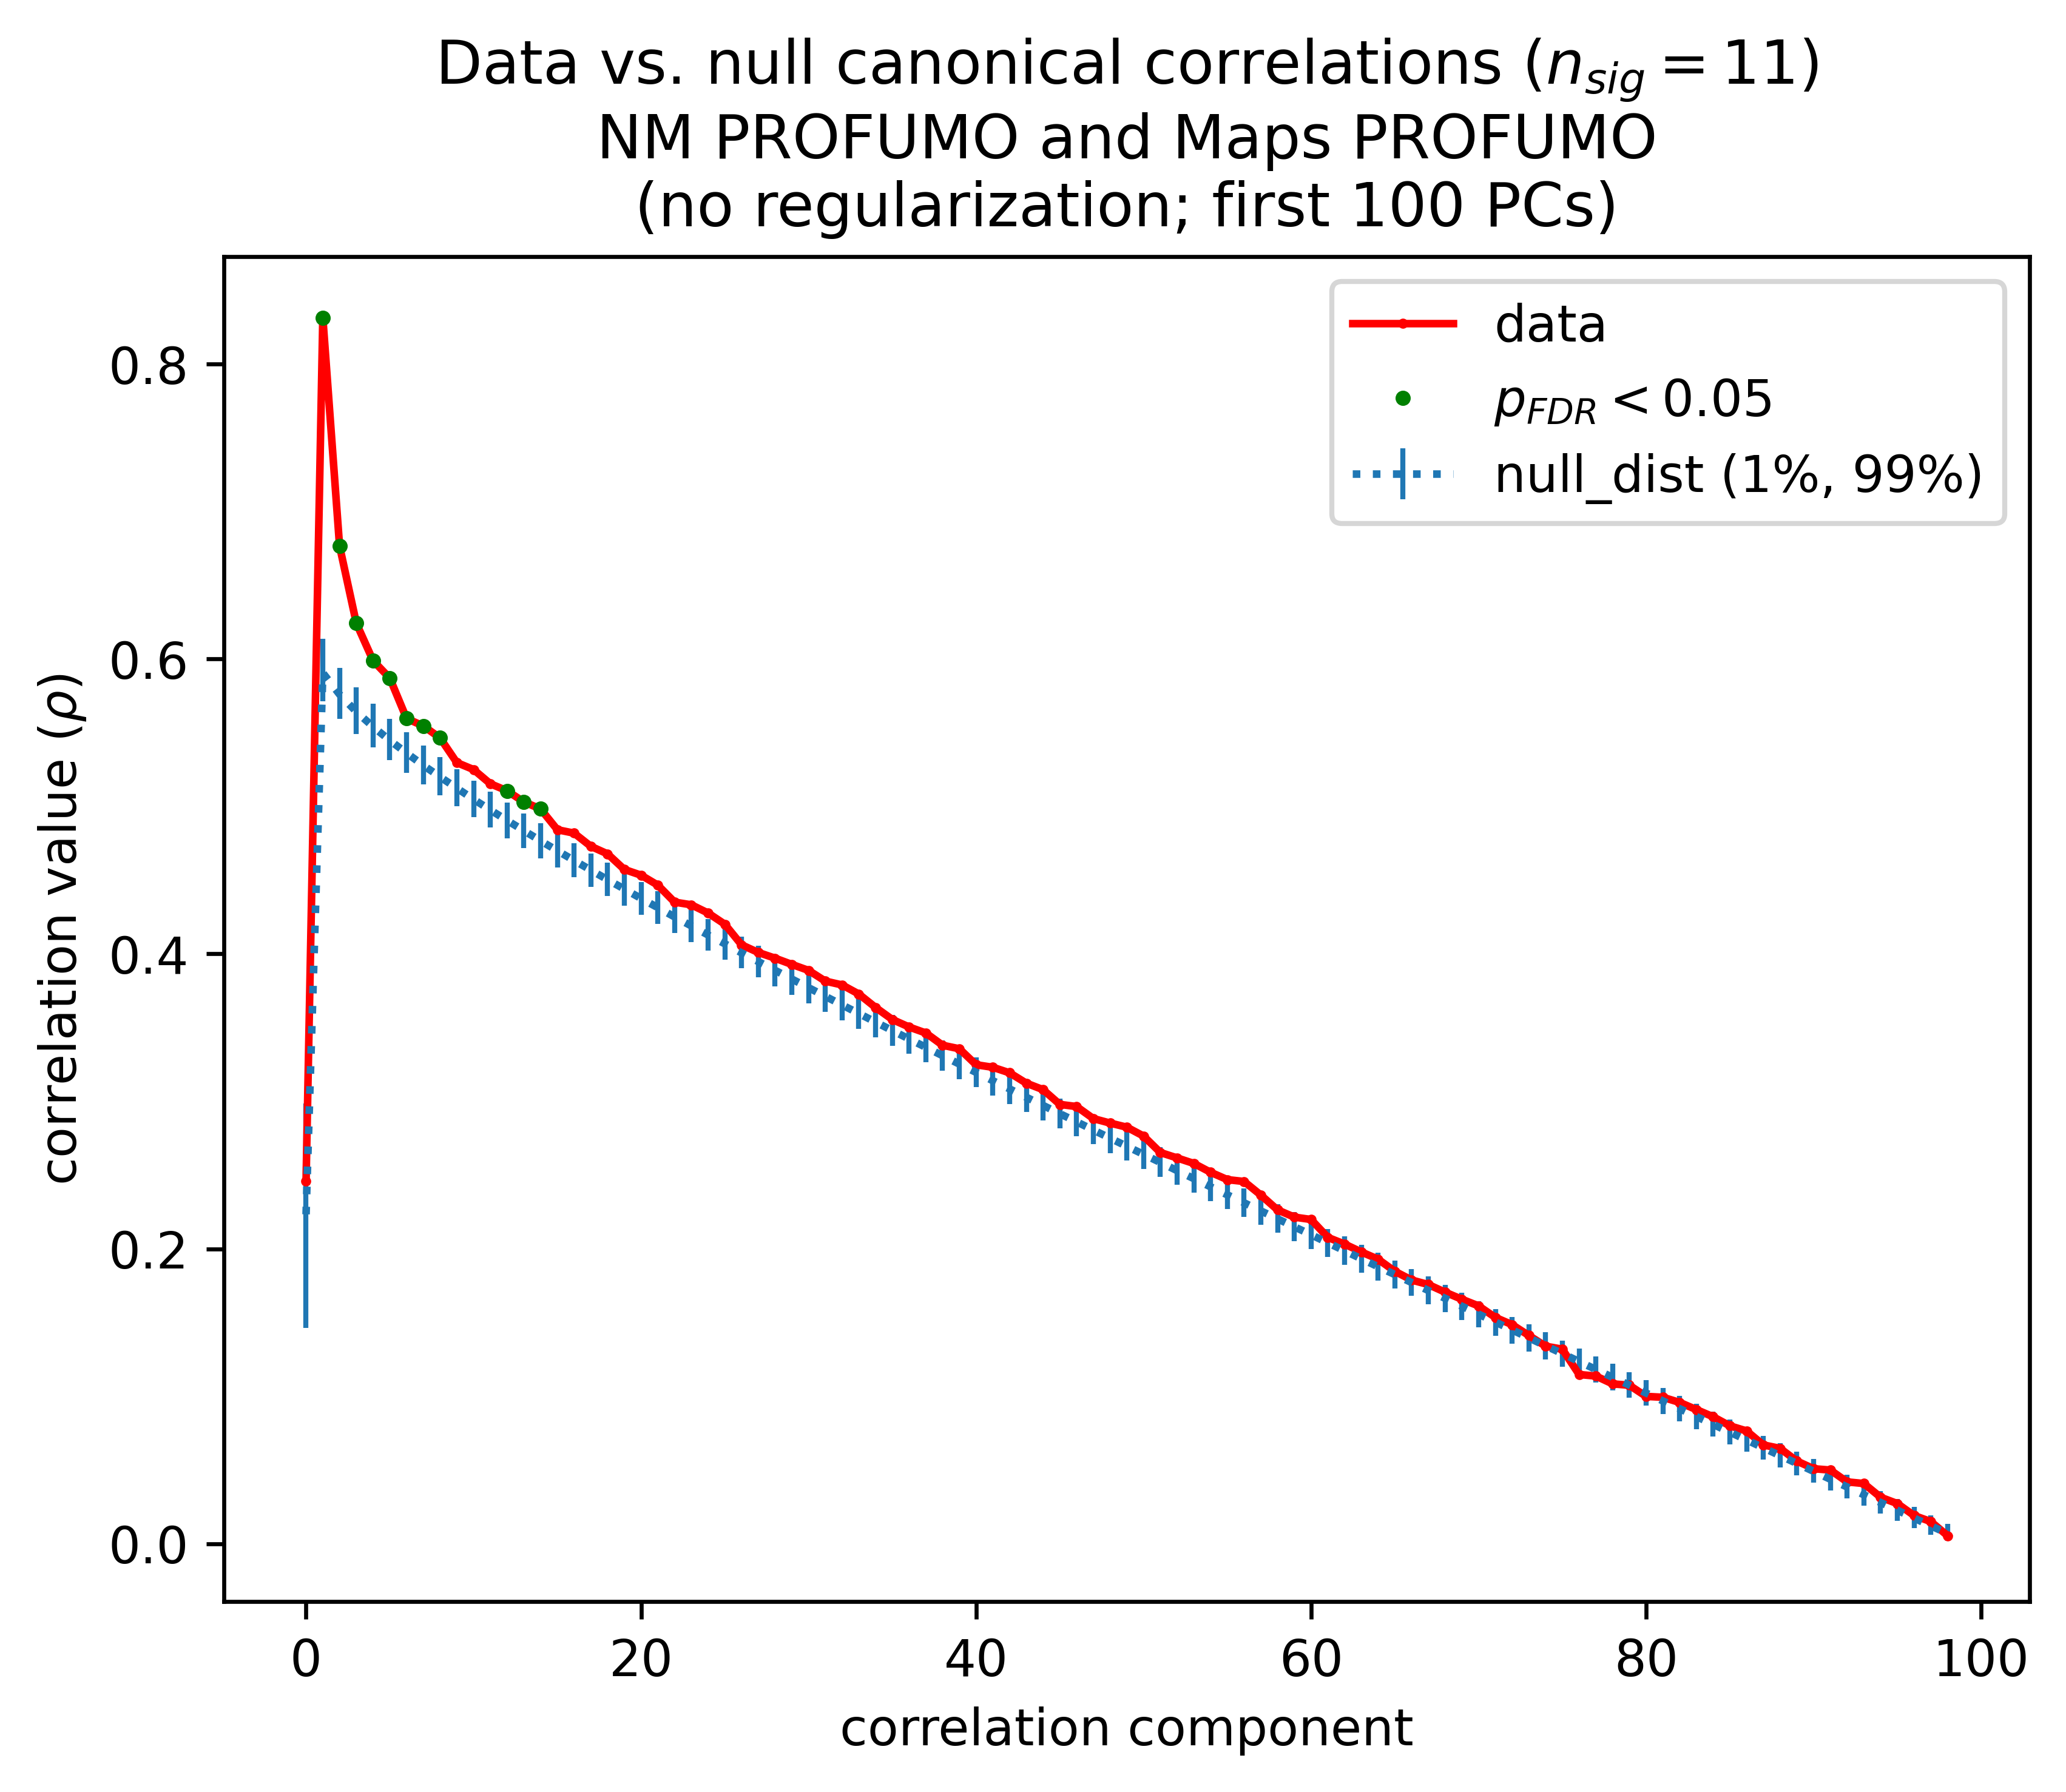 Data vs. null canonical correlations (n_sig = 11)
NM PROFUMO and Maps PROFUMO
(no regularization; first 100 PCs)
data
p_FDR < 0.05
null_dist (1%, 99%)
correlation value (ρ)
0.8
0.6
0.4
0.2
0.0
0 20 40 60 80 100
correlation component